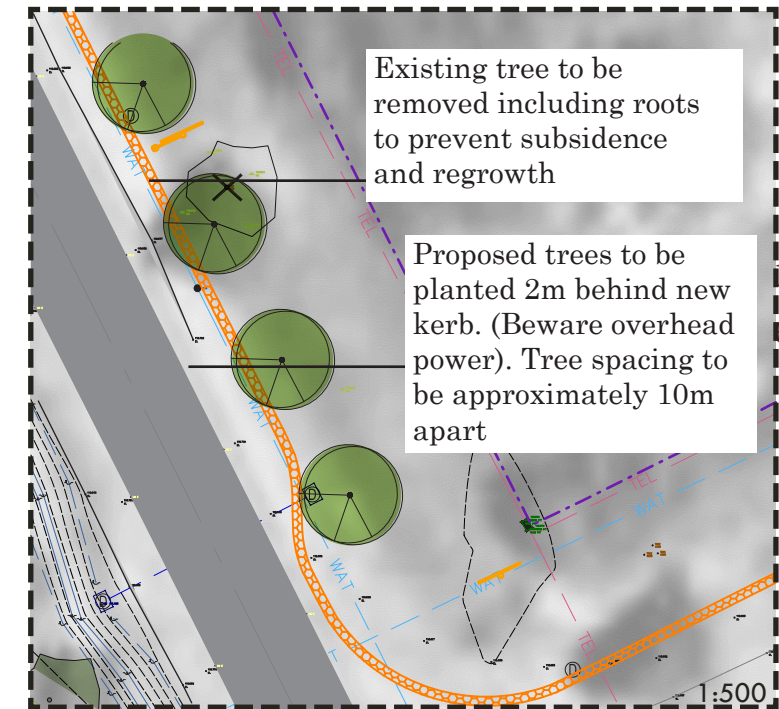 Existing tree to be
removed including roots
to prevent subsidence
and regrowth
Proposed trees to be
planted 2m behind new
kerb. (Beware overhead
power). Tree spacing to
be approximately 10m
apart
TEL
TEL
WAT
WAT
WAT
TEL
WAT
WAT
TEL
D
D
D
D
1:500